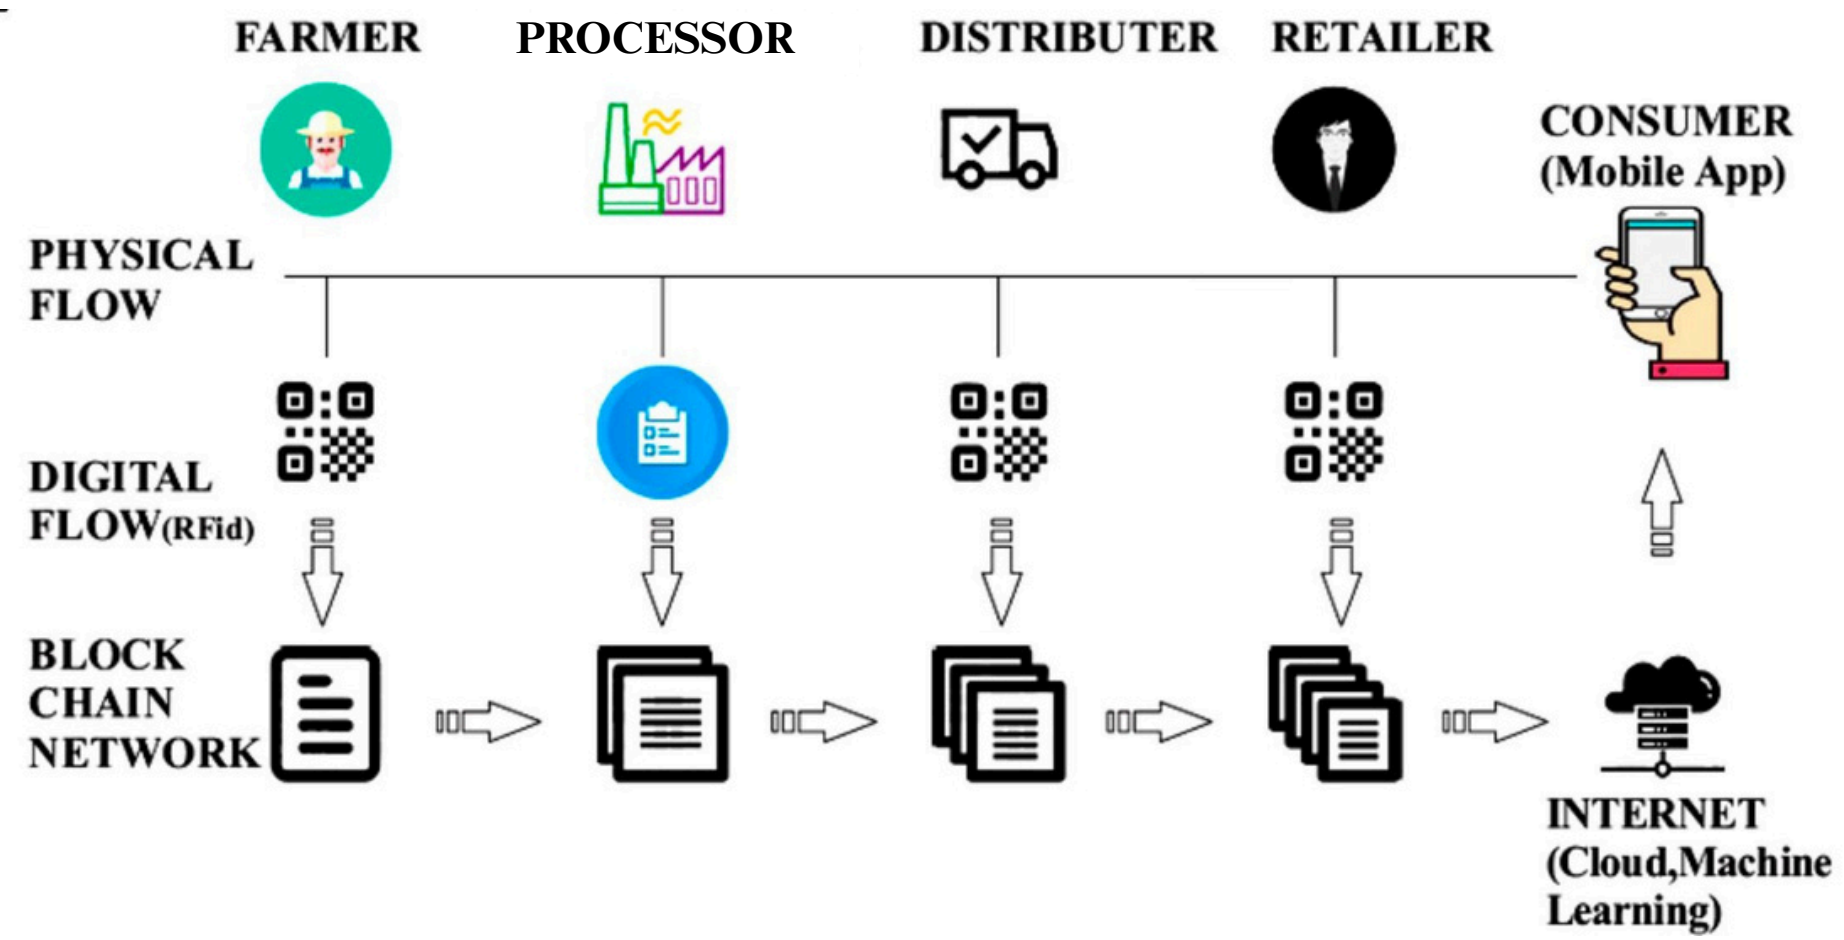 FARMER
PROCESSOR
DISTRIBUTER
RETAILER
CONSUMER
(Mobile App)
PHYSICAL
FLOW
DIGITAL
FLOW(RFid)
BLOCK
CHAIN
NETWORK
INTERNET
(Cloud,Machine
Learning)